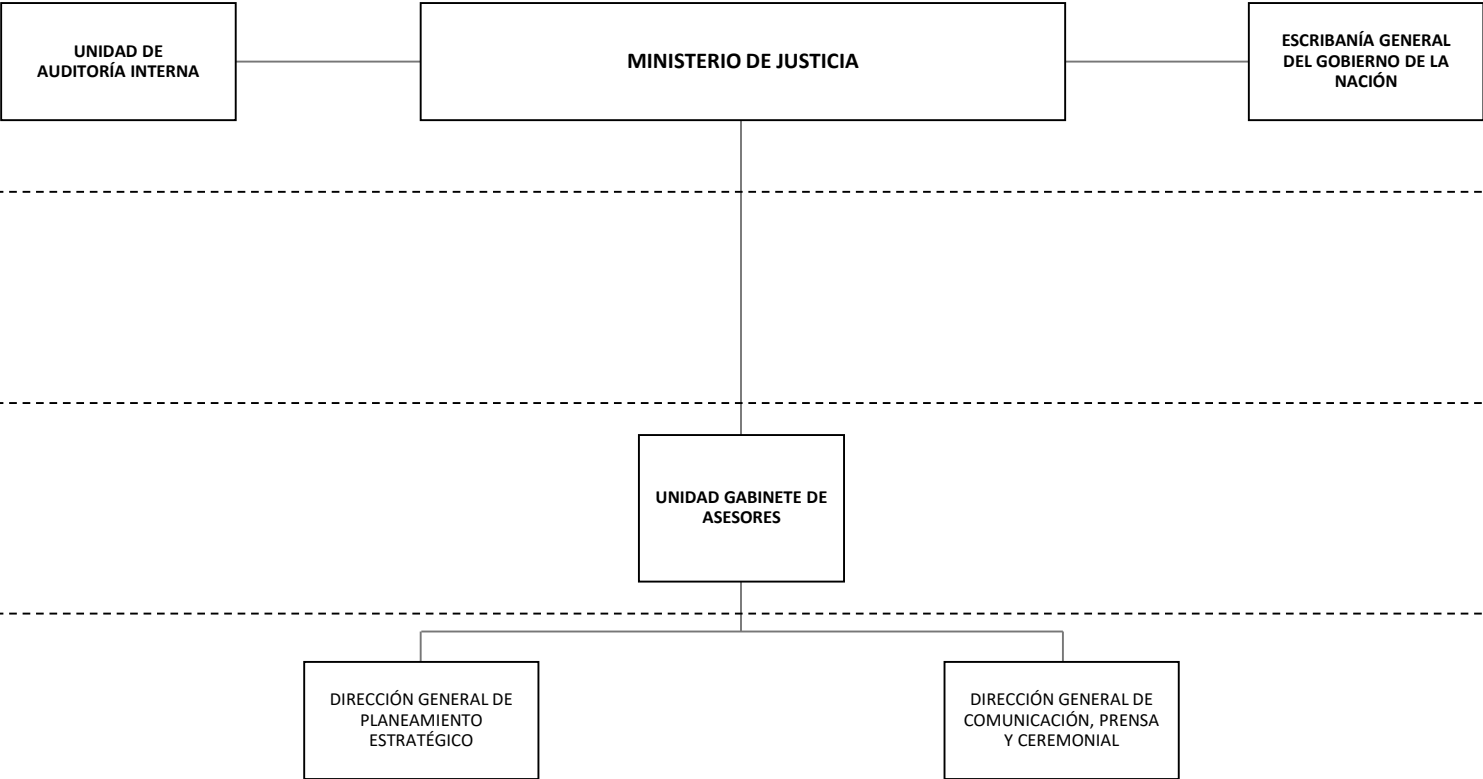 UNIDAD DE
AUDITORÍA INTERNA
MINISTERIO DE JUSTICIA
ESCRIBANÍA GENERAL
DEL GOBIERNO DE LA
NACIÓN
UNIDAD GABINETE DE
ASESORES
DIRECCIÓN GENERAL DE
PLANEAMIENTO
ESTRATÉGICO
DIRECCIÓN GENERAL DE
COMUNICACIÓN, PRENSA
Y CEREMONIAL